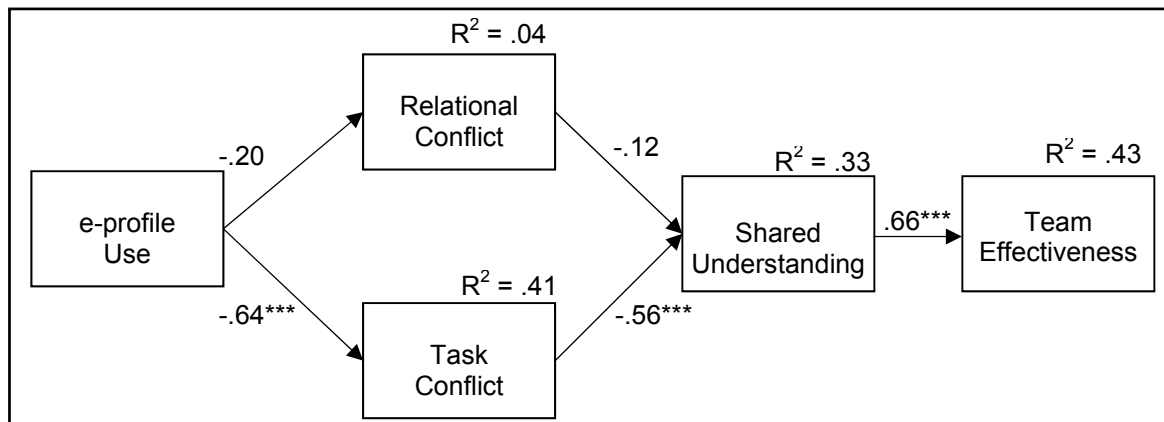 R² = .04
Relational
Conflict
-.20
-.12
R² = .33
R² = .43
e-profile
Use
Shared
Understanding
.66***
Team
Effectiveness
R² = .41
-.64***
-.56***
Task
Conflict